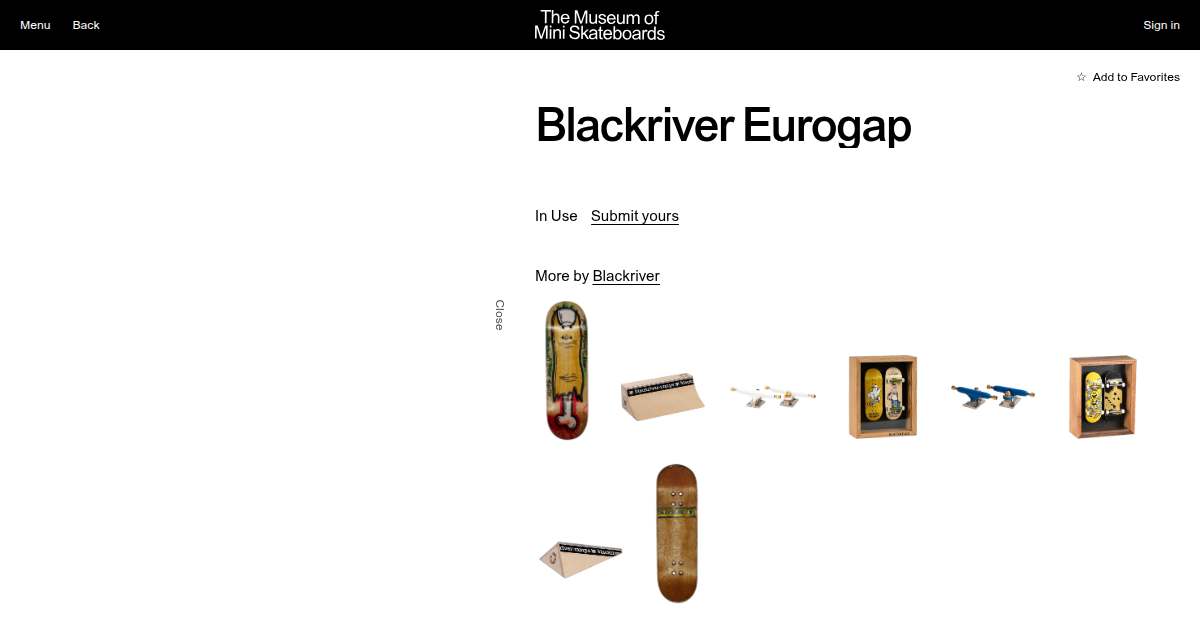 Menu
Back
The Museum of
Mini Skateboards
Sign in
☆ Add to Favorites
Blackriver Eurogap
In Use Submit yours
More by Blackriver
Close